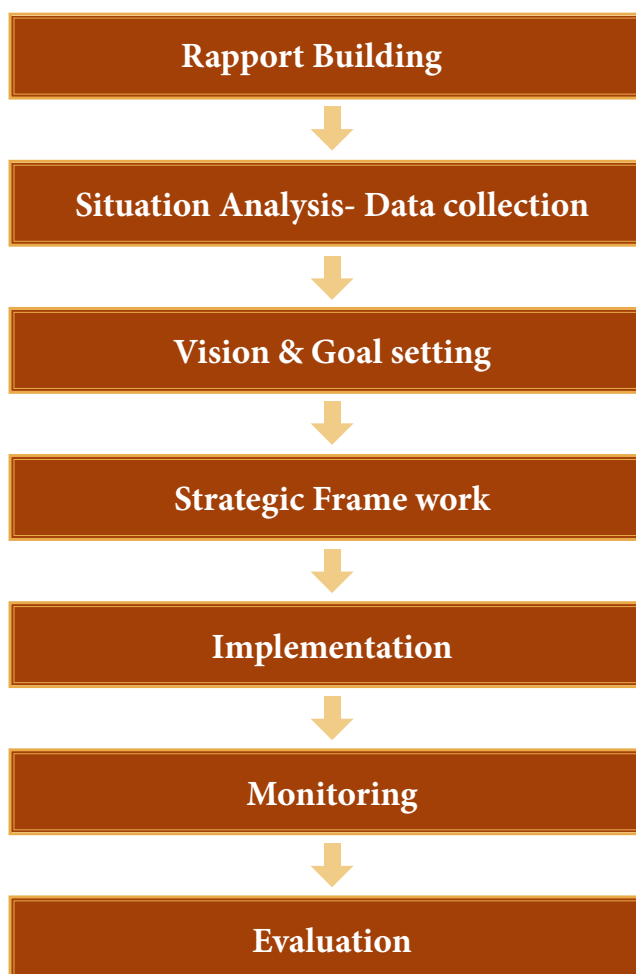 Rapport Building
Situation Analysis- Data collection
Vision & Goal setting
Strategic Frame work
Implementation
Monitoring
Evaluation